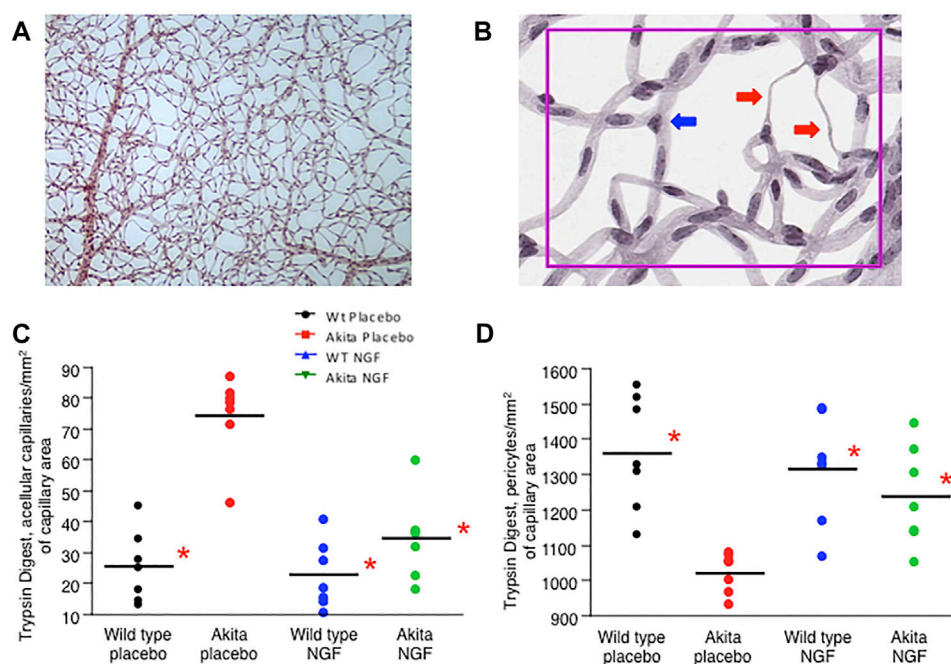 A
B
C
Wt Placebo
Akita Placebo
WT NGF
Akita NGF
Trypsin Digest, acellular capillaries/mm²
of capillary area
90
80
70
60
50
40
30
20
10
*
*
*
Wild type
placebo
Akita
placebo
Wild type
NGF
Akita
NGF
D
Trypsin Digest, pericytes/mm²
of capillary area
1600
1500
1400
1300
1200
1100
1000
900
*
*
*
Wild type
placebo
Akita
placebo
Wild type
NGF
Akita
NGF